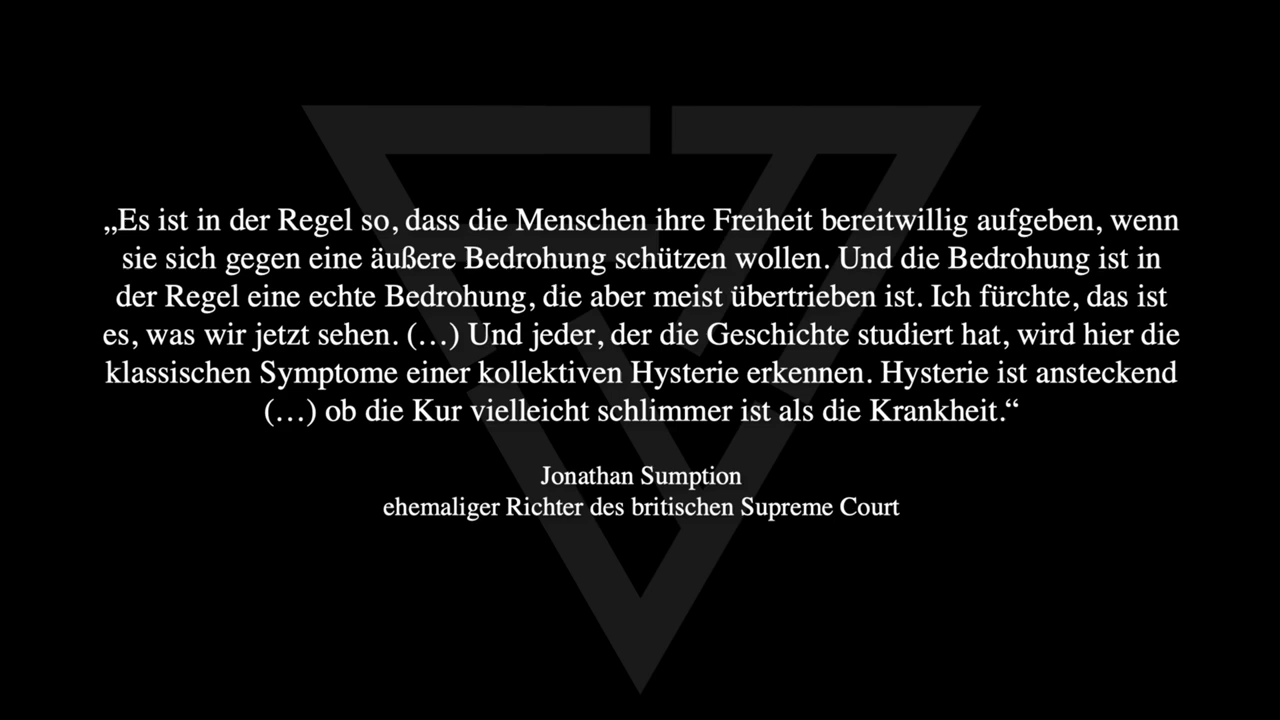 „Es ist in der Regel so, dass die Menschen ihre Freiheit bereitwillig aufgeben, wenn
sie sich gegen eine äußere Bedrohung schützen wollen. Und die Bedrohung ist in
der Regel eine echte Bedrohung, die aber meist übertrieben ist. Ich fürchte, das ist
es, was wir jetzt sehen. (…) Und jeder, der die Geschichte studiert hat, wird hier die
klassischen Symptome einer kollektiven Hysterie erkennen. Hysterie ist ansteckend
(…) ob die Kur vielleicht schlimmer ist als die Krankheit.“
Jonathan Sumption
ehemaliger Richter des britischen Supreme Court